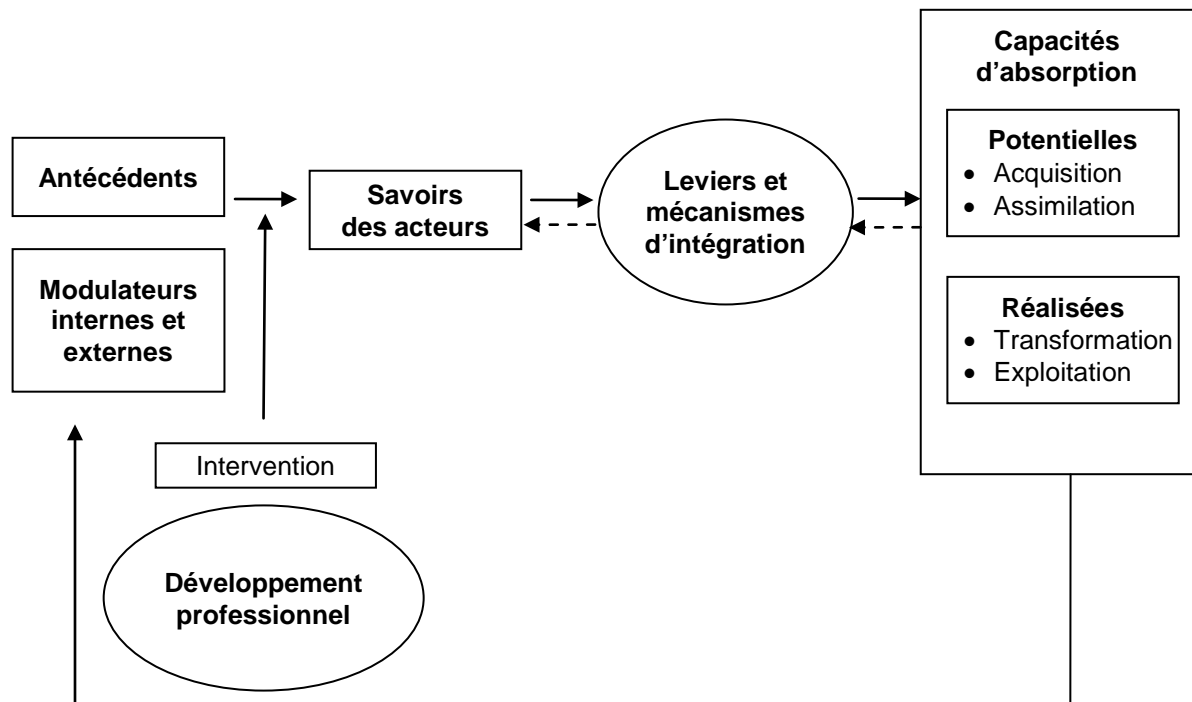 Capacités
d’absorption
Potentielles
• Acquisition
• Assimilation
Réalisées
• Transformation
• Exploitation
Antécédents
Modulateurs
internes et
externes
Savoirs
des acteurs
Leviers et
mécanismes
d’intégration
Intervention
Développement
professionnel